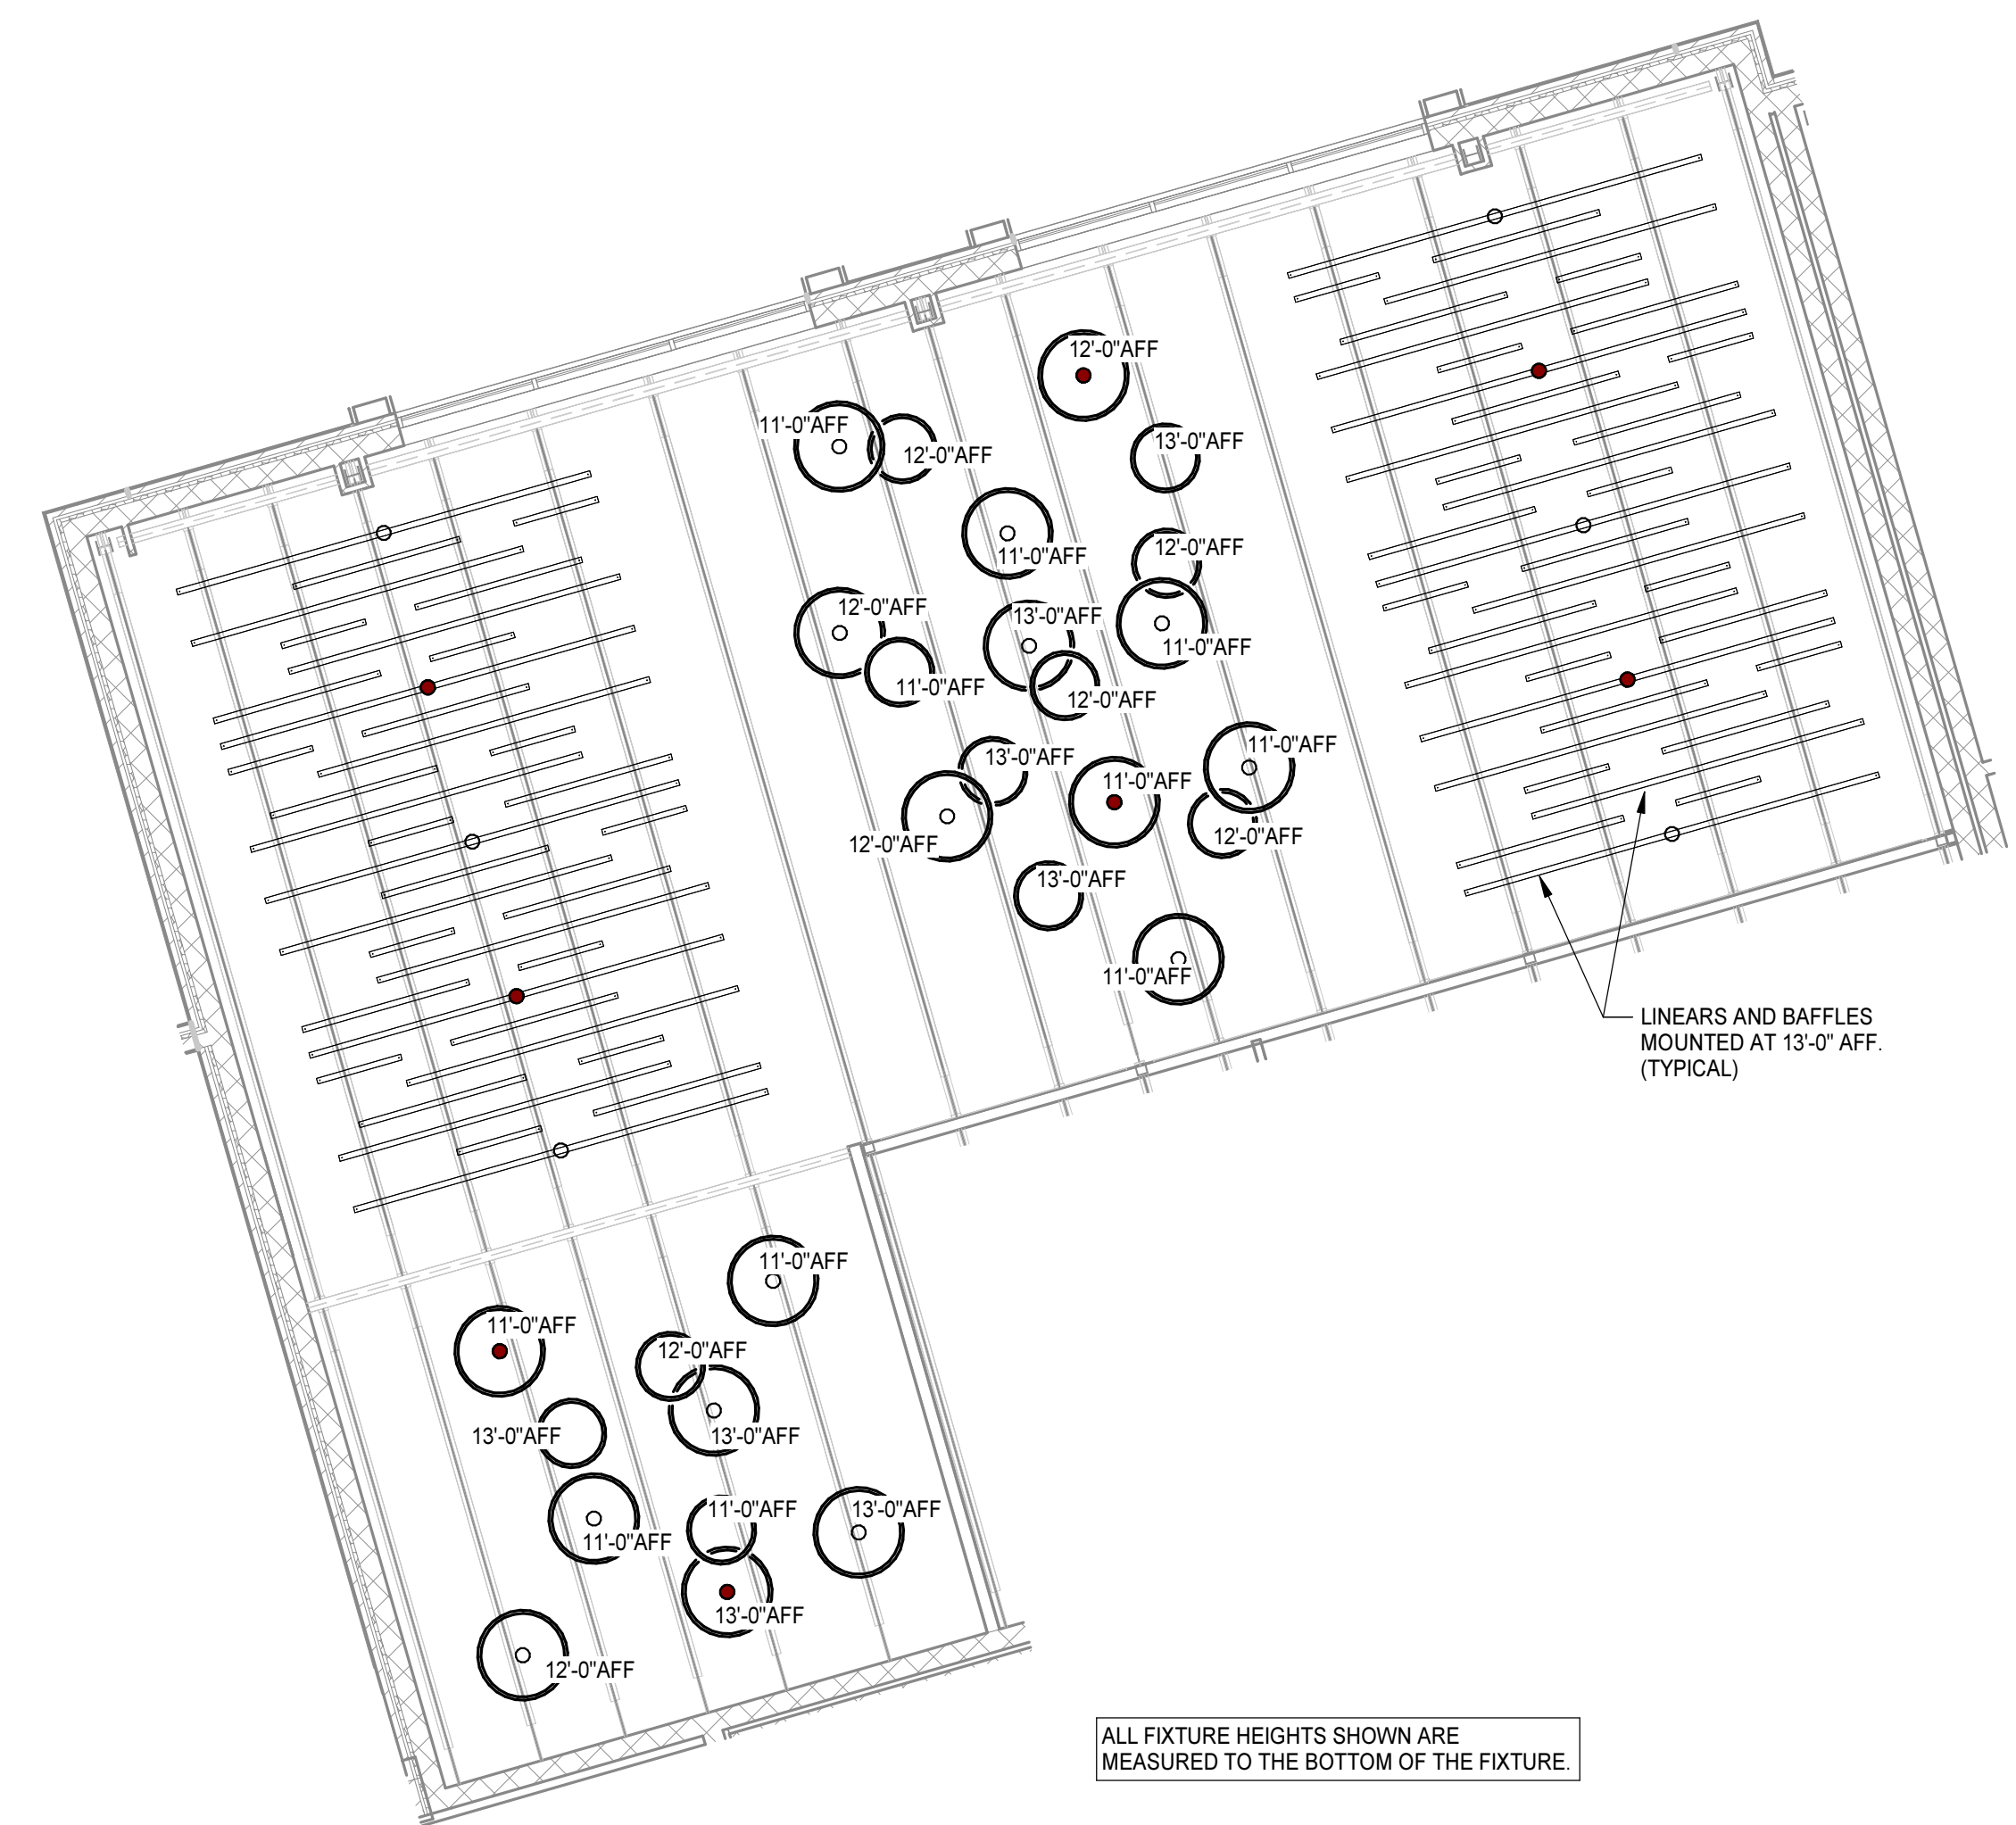 12'-0"AFF
11'-0"AFF
12'-0"AFF
13'-0"AFF
11'-0"AFF
12'-0"AFF
12'-0"AFF
13'-0"AFF
11'-0"AFF
11'-0"AFF
12'-0"AFF
11'-0"AFF
13'-0"AFF
11'-0"AFF
12'-0"AFF
12'-0"AFF
13'-0"AFF
11'-0"AFF
LINEARS AND BAFFLES
MOUNTED AT 13'-0" AFF.
(TYPICAL)
11'-0"AFF
11'-0"AFF
12'-0"AFF
13'-0"AFF
13'-0"AFF
11'-0"AFF
13'-0"AFF
11'-0"AFF
13'-0"AFF
12'-0"AFF
ALL FIXTURE HEIGHTS SHOWN ARE
MEASURED TO THE BOTTOM OF THE FIXTURE.